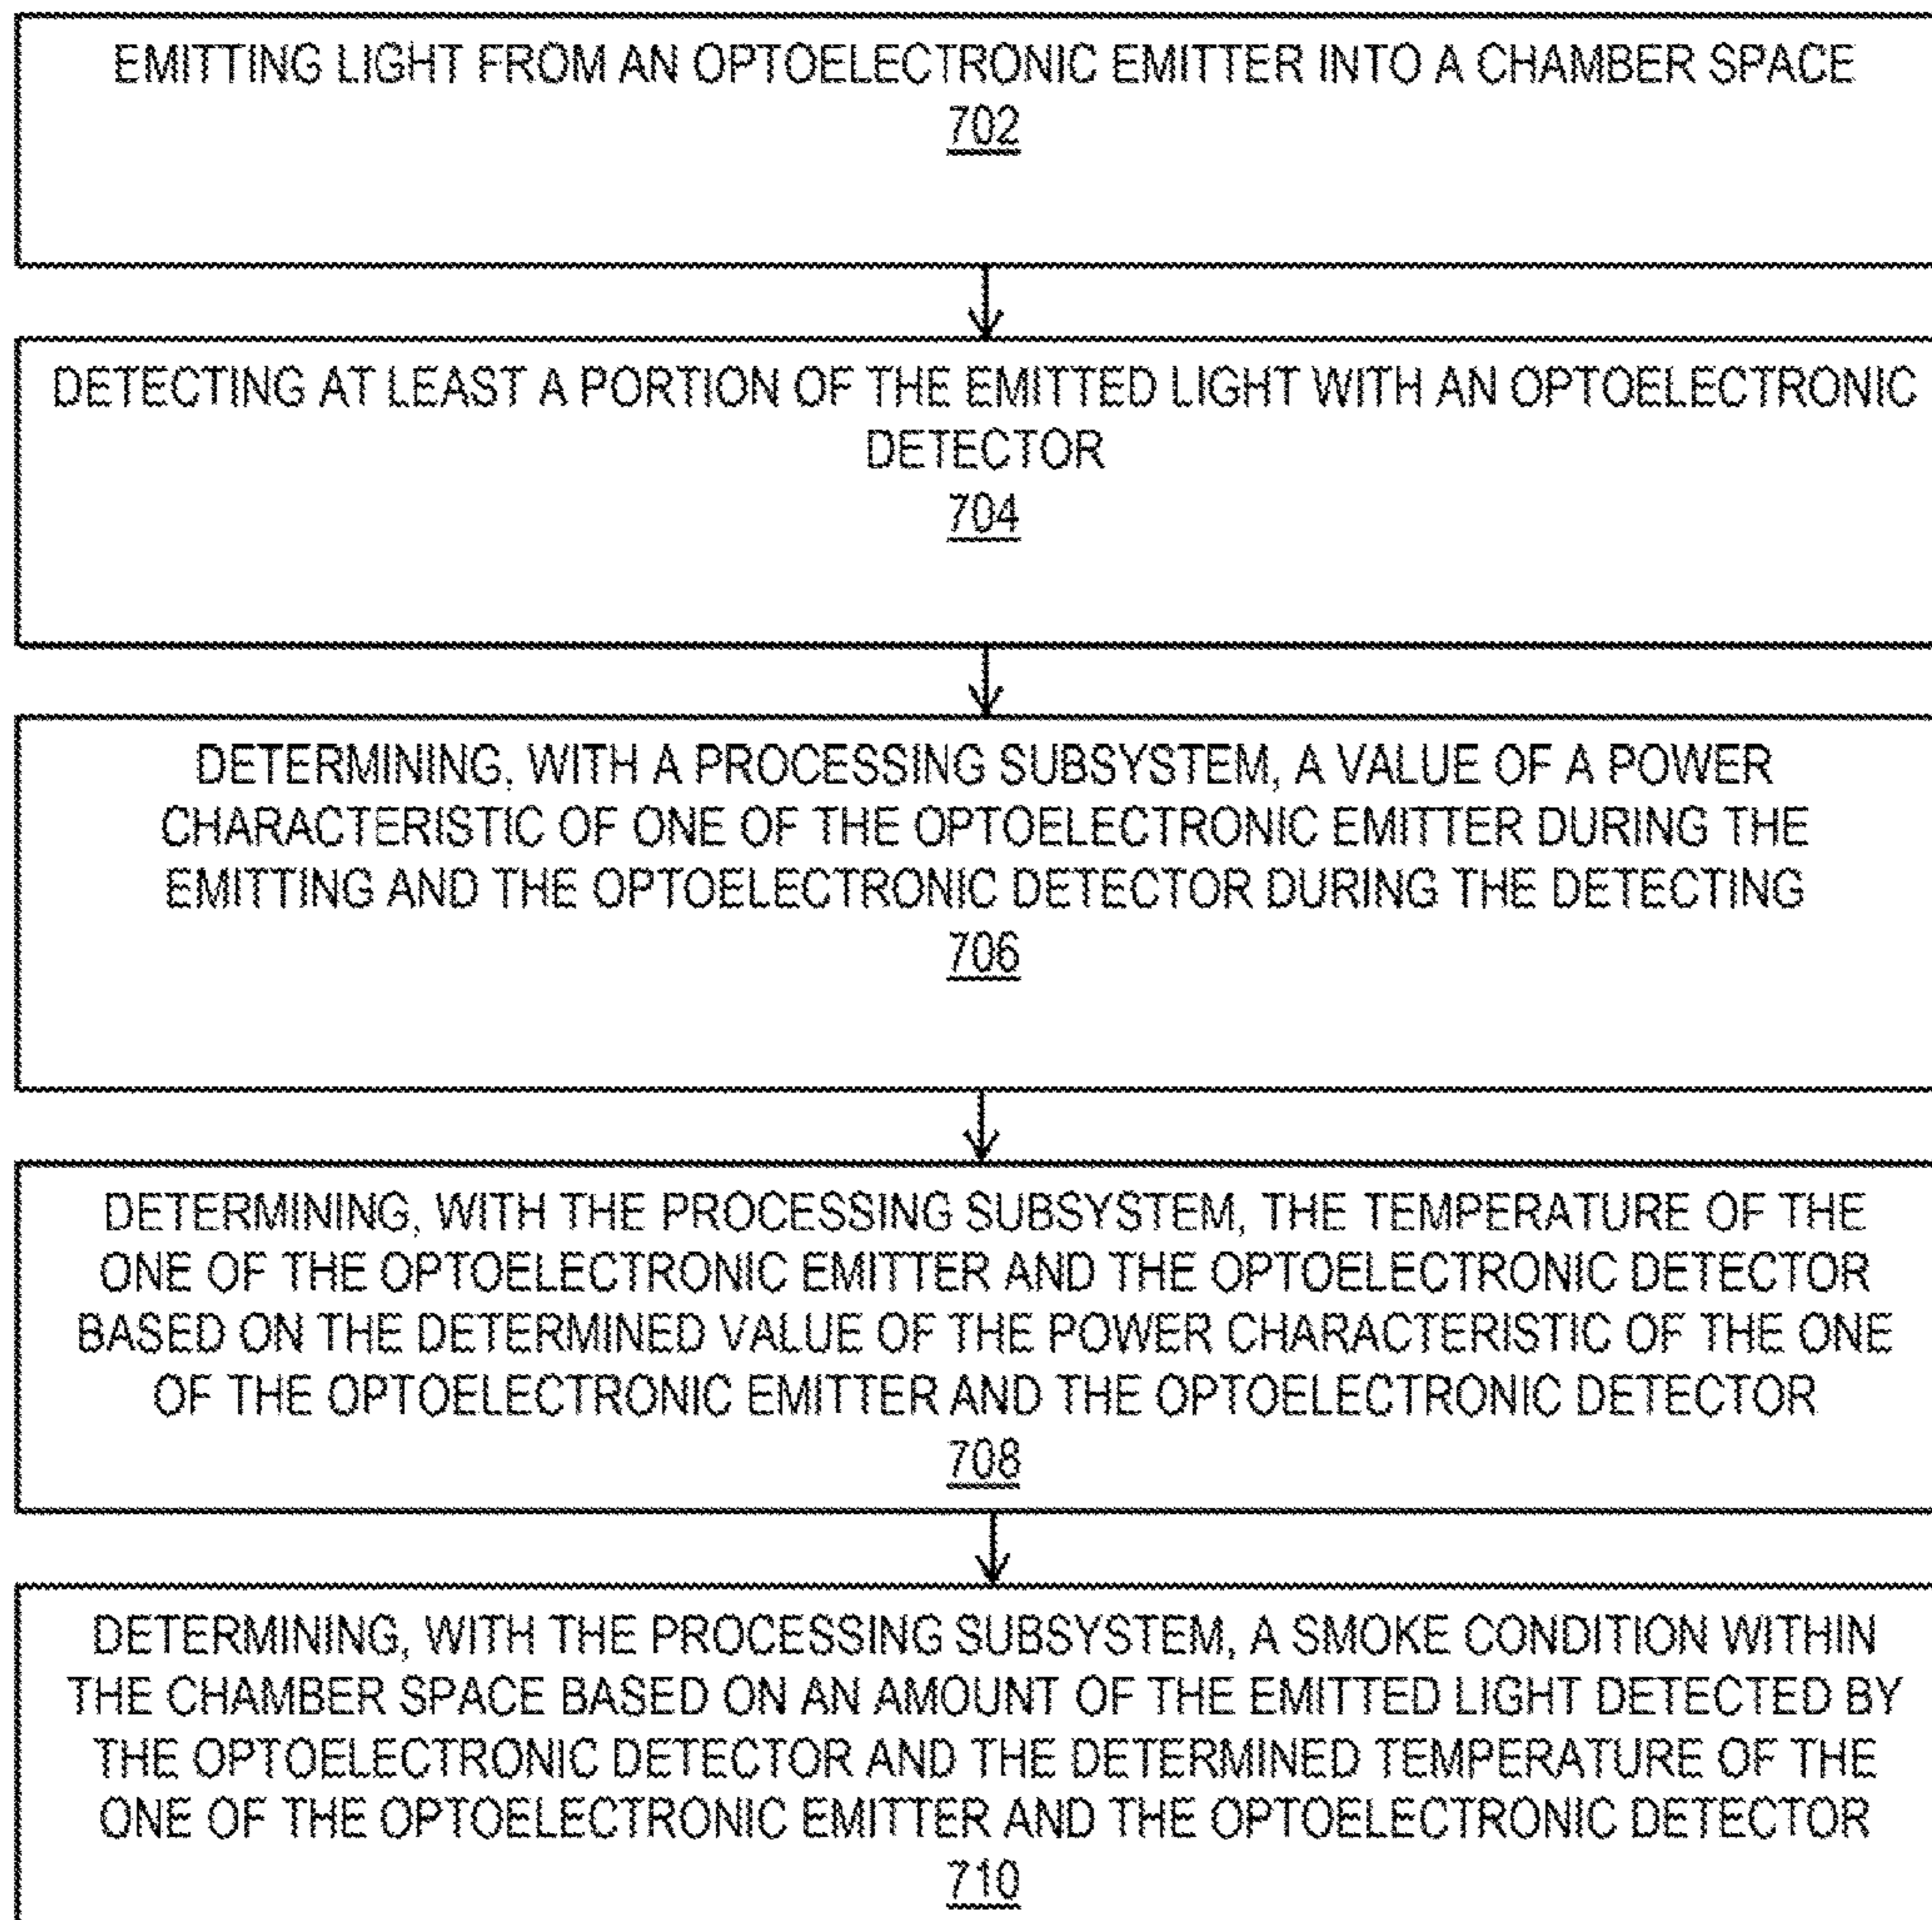 EMITTING LIGHT FROM AN OPTOELECTRONIC EMITTER INTO A CHAMBER SPACE
702
DETECTING AT LEAST A PORTION OF THE EMITTED LIGHT WITH AN OPTOELECTRONIC
DETECTOR
704
DETERMINING, WITH A PROCESSING SUBSYSTEM, A VALUE OF A POWER
CHARACTERISTIC OF ONE OF THE OPTOELECTRONIC EMITTER DURING THE
EMITTING AND THE OPTOELECTRONIC DETECTOR DURING THE DETECTING
706
DETERMINING, WITH THE PROCESSING SUBSYSTEM, THE TEMPERATURE OF THE
ONE OF THE OPTOELECTRONIC EMITTER AND THE OPTOELECTRONIC DETECTOR
BASED ON THE DETERMINED VALUE OF THE POWER CHARACTERISTIC OF THE ONE
OF THE OPTOELECTRONIC EMITTER AND THE OPTOELECTRONIC DETECTOR
708
DETERMINING, WITH THE PROCESSING SUBSYSTEM, A SMOKE CONDITION WITHIN
THE CHAMBER SPACE BASED ON AN AMOUNT OF THE EMITTED LIGHT DETECTED BY
THE OPTOELECTRONIC DETECTOR AND THE DETERMINED TEMPERATURE OF THE
ONE OF THE OPTOELECTRONIC EMITTER AND THE OPTOELECTRONIC DETECTOR
710